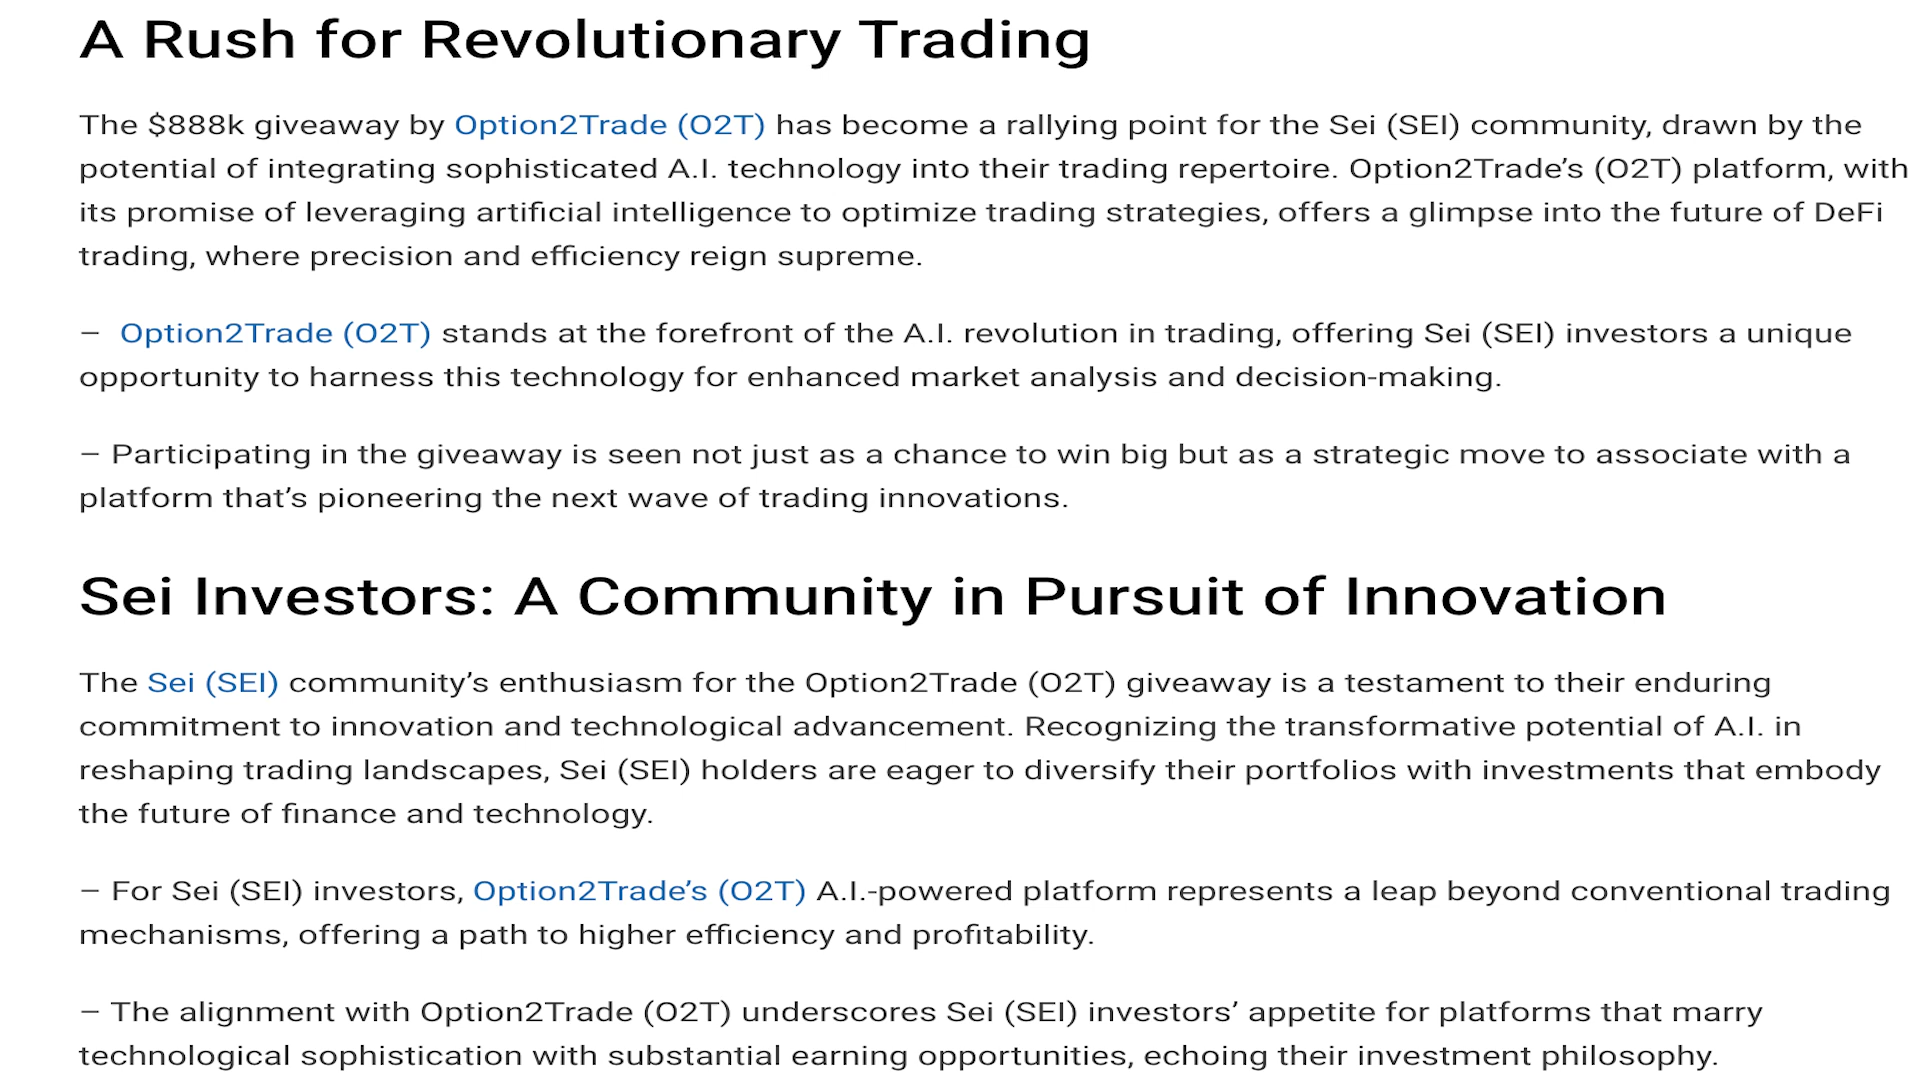 A Rush for Revolutionary Trading
The $888k giveaway by Option2Trade (O2T) has become a rallying point for the Sei (SEI) community, drawn by the
potential of integrating sophisticated A.I. technology into their trading repertoire. Option2Trade’s (O2T) platform, with
its promise of leveraging artificial intelligence to optimize trading strategies, offers a glimpse into the future of DeFi
trading, where precision and efficiency reign supreme.
– Option2Trade (O2T) stands at the forefront of the A.I. revolution in trading, offering Sei (SEI) investors a unique
opportunity to harness this technology for enhanced market analysis and decision-making.
– Participating in the giveaway is seen not just as a chance to win big but as a strategic move to associate with a
platform that’s pioneering the next wave of trading innovations.
Sei Investors: A Community in Pursuit of Innovation
The Sei (SEI) community’s enthusiasm for the Option2Trade (O2T) giveaway is a testament to their enduring
commitment to innovation and technological advancement. Recognizing the transformative potential of A.I. in
reshaping trading landscapes, Sei (SEI) holders are eager to diversify their portfolios with investments that embody
the future of finance and technology.
– For Sei (SEI) investors, Option2Trade’s (O2T) A.I.-powered platform represents a leap beyond conventional trading
mechanisms, offering a path to higher efficiency and profitability.
– The alignment with Option2Trade (O2T) underscores Sei (SEI) investors’ appetite for platforms that marry
technological sophistication with substantial earning opportunities, echoing their investment philosophy.